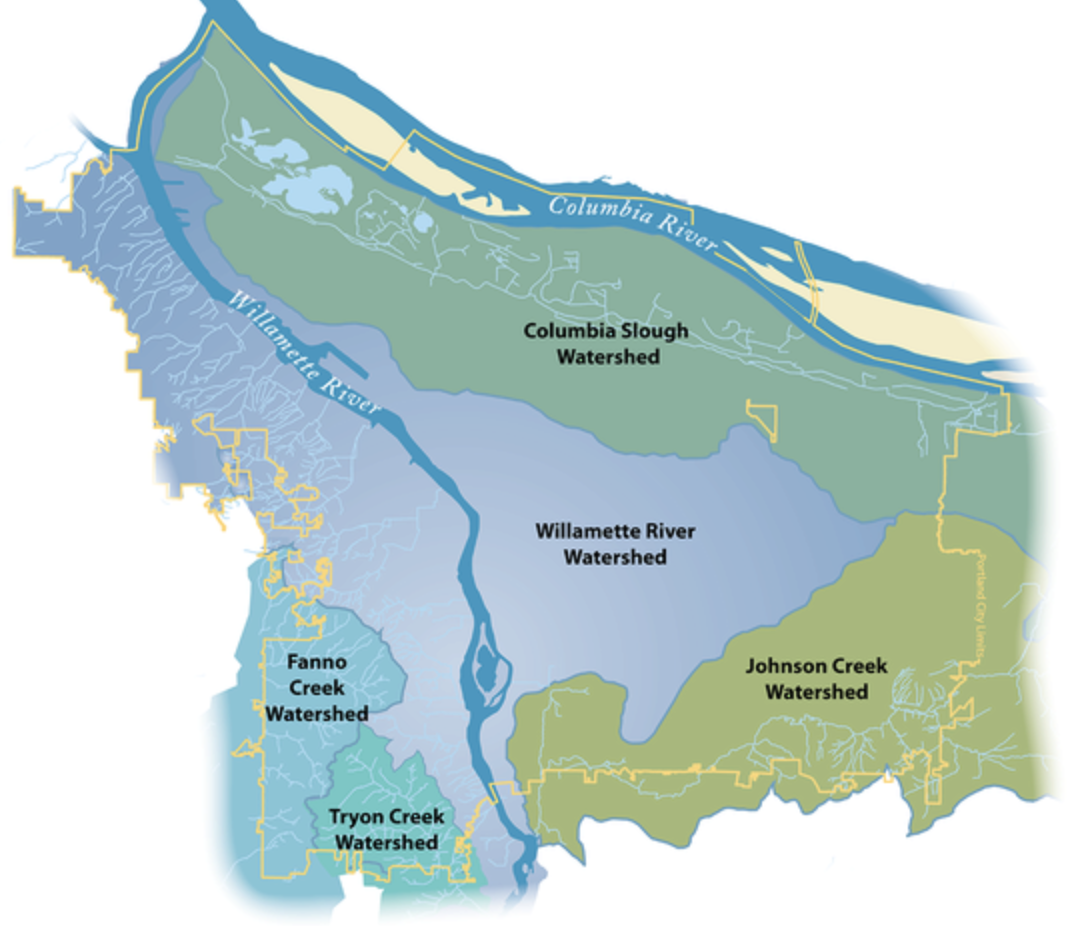 Columbia River
Willamette River
Columbia Slough
Watershed
Willamette River
Watershed
Portland City Limits
Johnson Creek
Watershed
Fanno
Creek
Watershed
Tryon Creek
Watershed